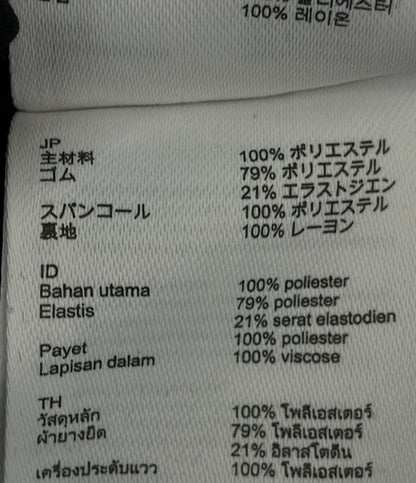 100% 레이온
JP
主材料 100% ポリエステル
ゴム 79% ポリエステル
21% エラストジエン
スパンコール 100% ポリエステル
裏地 100% レーヨン
ID
Bahan utama 100% poliester
Elastis 79% poliester
21% serat elastodien
Payet 100% poliester
Lapisan dalam 100% viscose
TH
วัสดุหลัก 100% โพลีเอสเตอร์
ผ้ายางยืด 79% โพลีเอสเตอร์
21% อิลาสโตดีน
เครื่องประดับแวว 100% โพลีเอสเตอร์